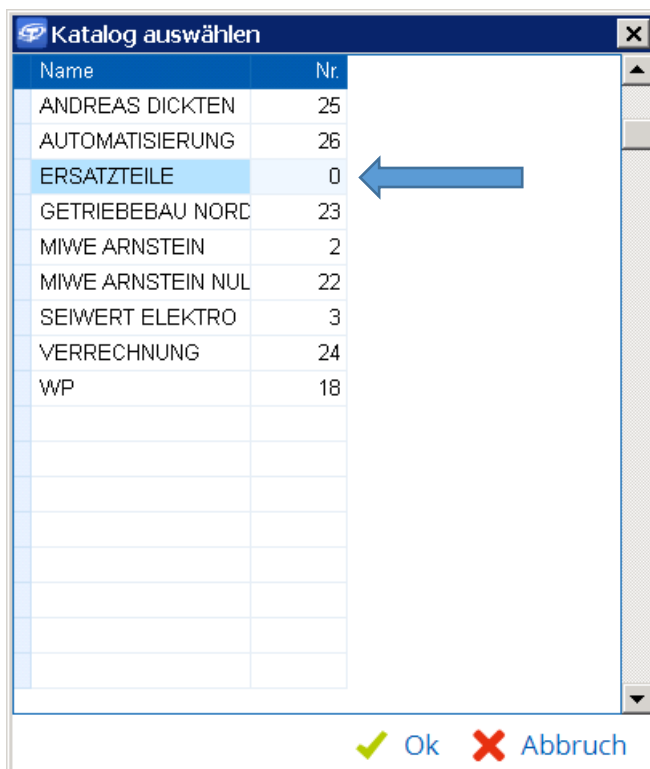 Katalog auswählen
Name Nr.
ANDREAS DICKTEN 25
AUTOMATISIERUNG 26
ERSATZTEILE 0
GETRIEBEBAU NORD 23
MIWE ARNSTEIN 2
MIWE ARNSTEIN NUL 22
SEIWERT ELEKTRO 3
VERRECHNUNG 24
WP 18
Ok Abbruch